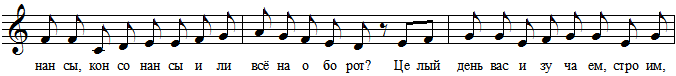 нан сы, кон со нан сы и ли всё на о бо рот? Це лый день вас и зу ча ем, стро им,